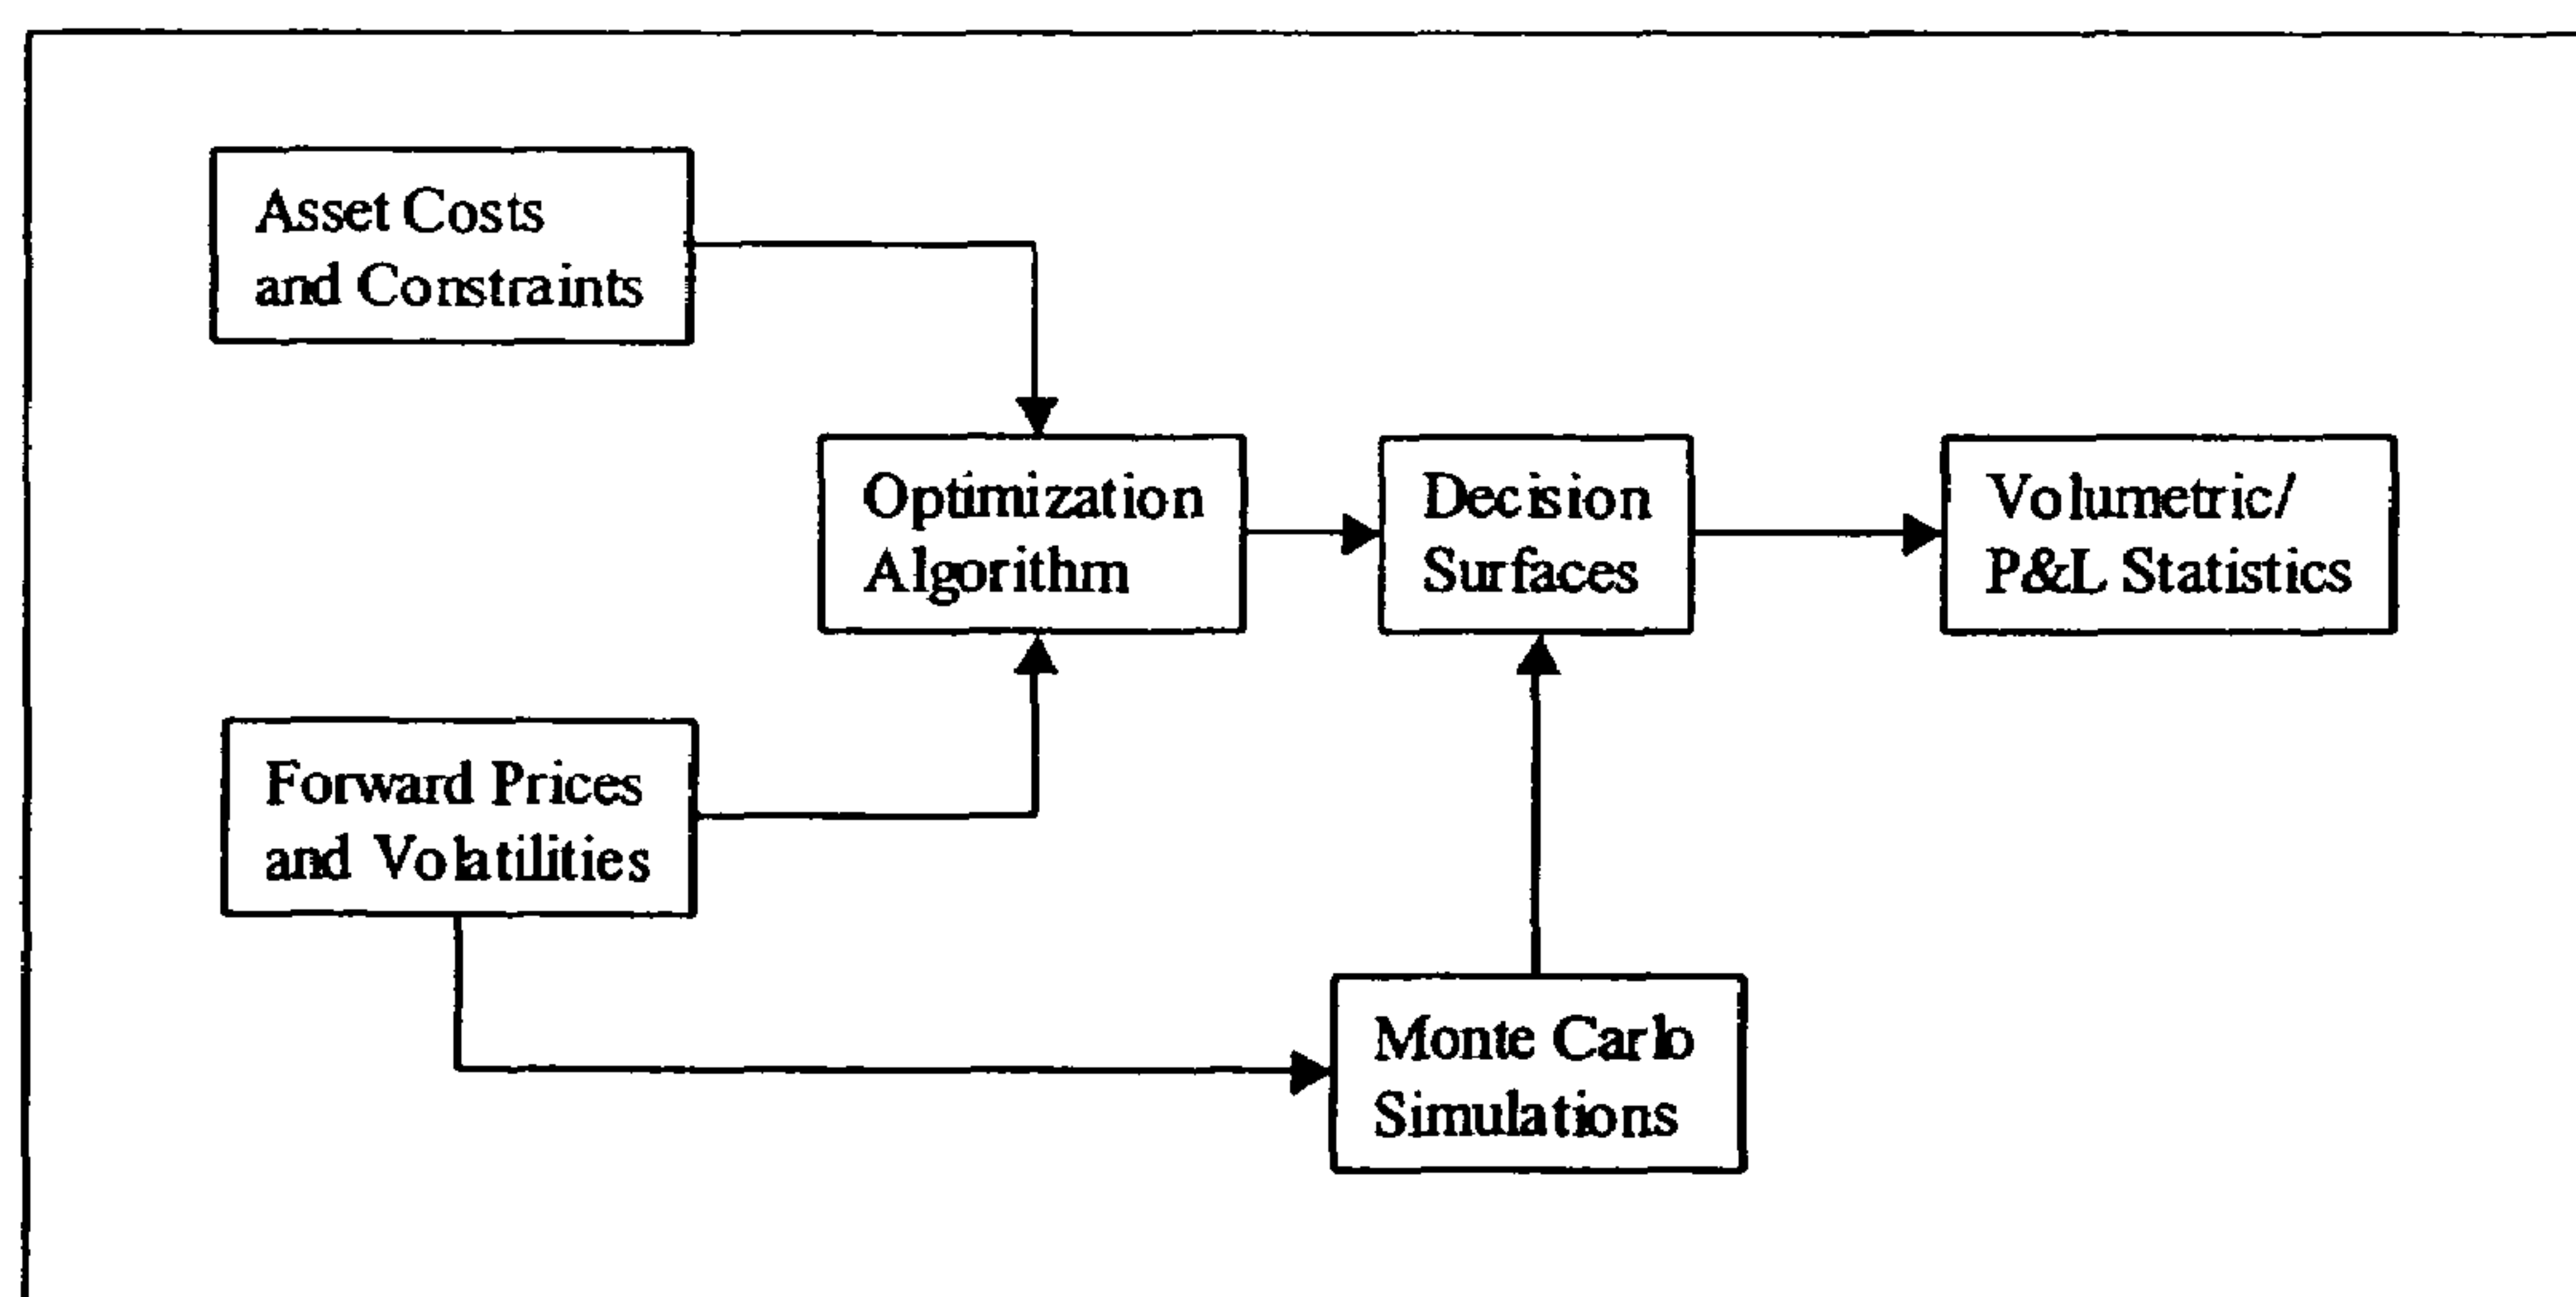 Asset Costs
and Constraints
Optimization
Algorithm
Decision
Surfaces
Volumetric/
P&L Statistics
Forward Prices
and Volatilities
Monte Carlo
Simulations